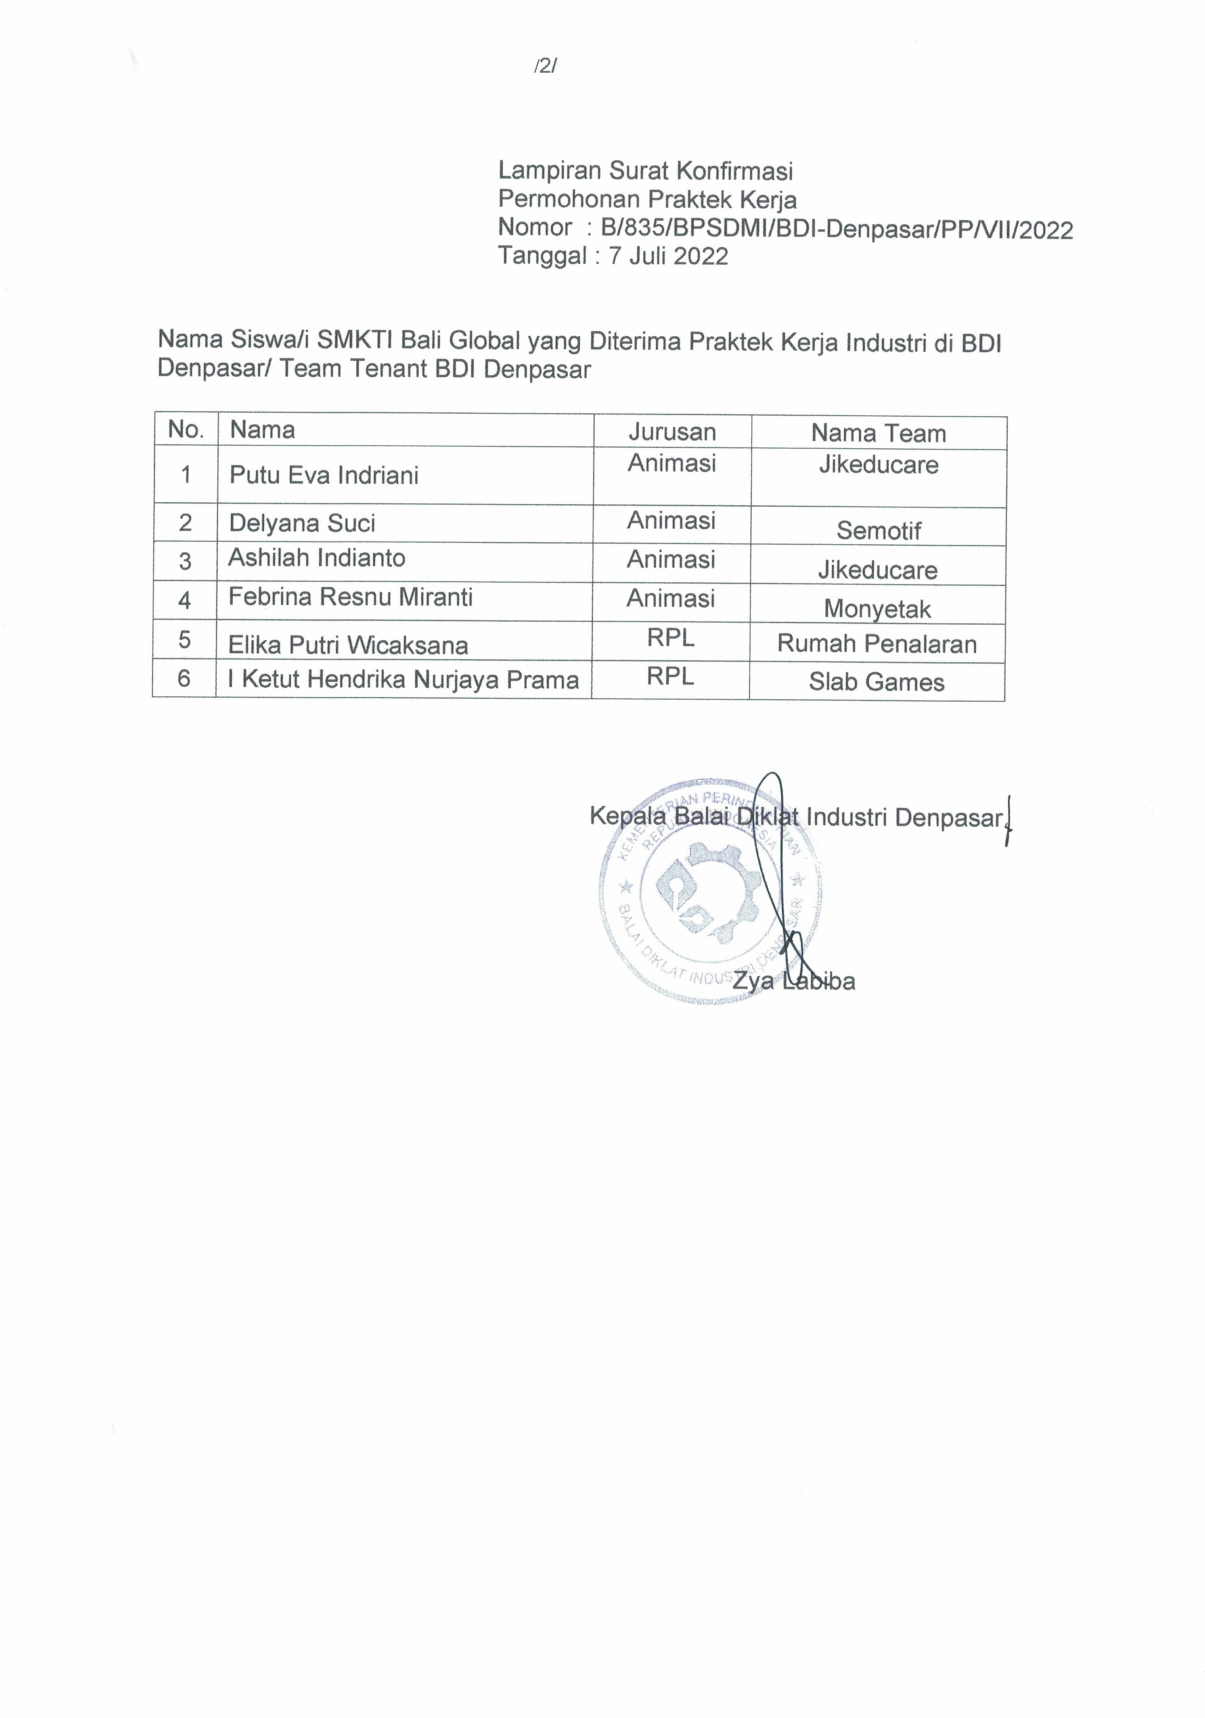 /2/
Lampiran Surat Konfirmasi
Permohonan Praktek Kerja
Nomor : B/835/BPSDMI/BDI-Denpasar/PP/VII/2022
Tanggal : 7 Juli 2022
Nama Siswa/i SMKTI Bali Global yang Diterima Praktek Kerja Industri di BDI
Denpasar/ Team Tenant BDI Denpasar
No. Nama Jurusan Nama Team
1 Putu Eva Indriani Animasi Jikeducare
2 Delyana Suci Animasi Semotif
3 Ashilah Indianto Animasi Jikeducare
4 Febrina Resnu Miranti Animasi Monyetak
5 Elika Putri Wicaksana RPL Rumah Penalaran
6 I Ketut Hendrika Nurjaya Prama RPL Slab Games
Kepala Balai Diklat Industri Denpasar,
KEMENTERIAN PERINDUSTRIAN
REPUBLIK INDONESIA
BALAI DIKLAT INDUSTRI DENPASAR
Zya Labiba